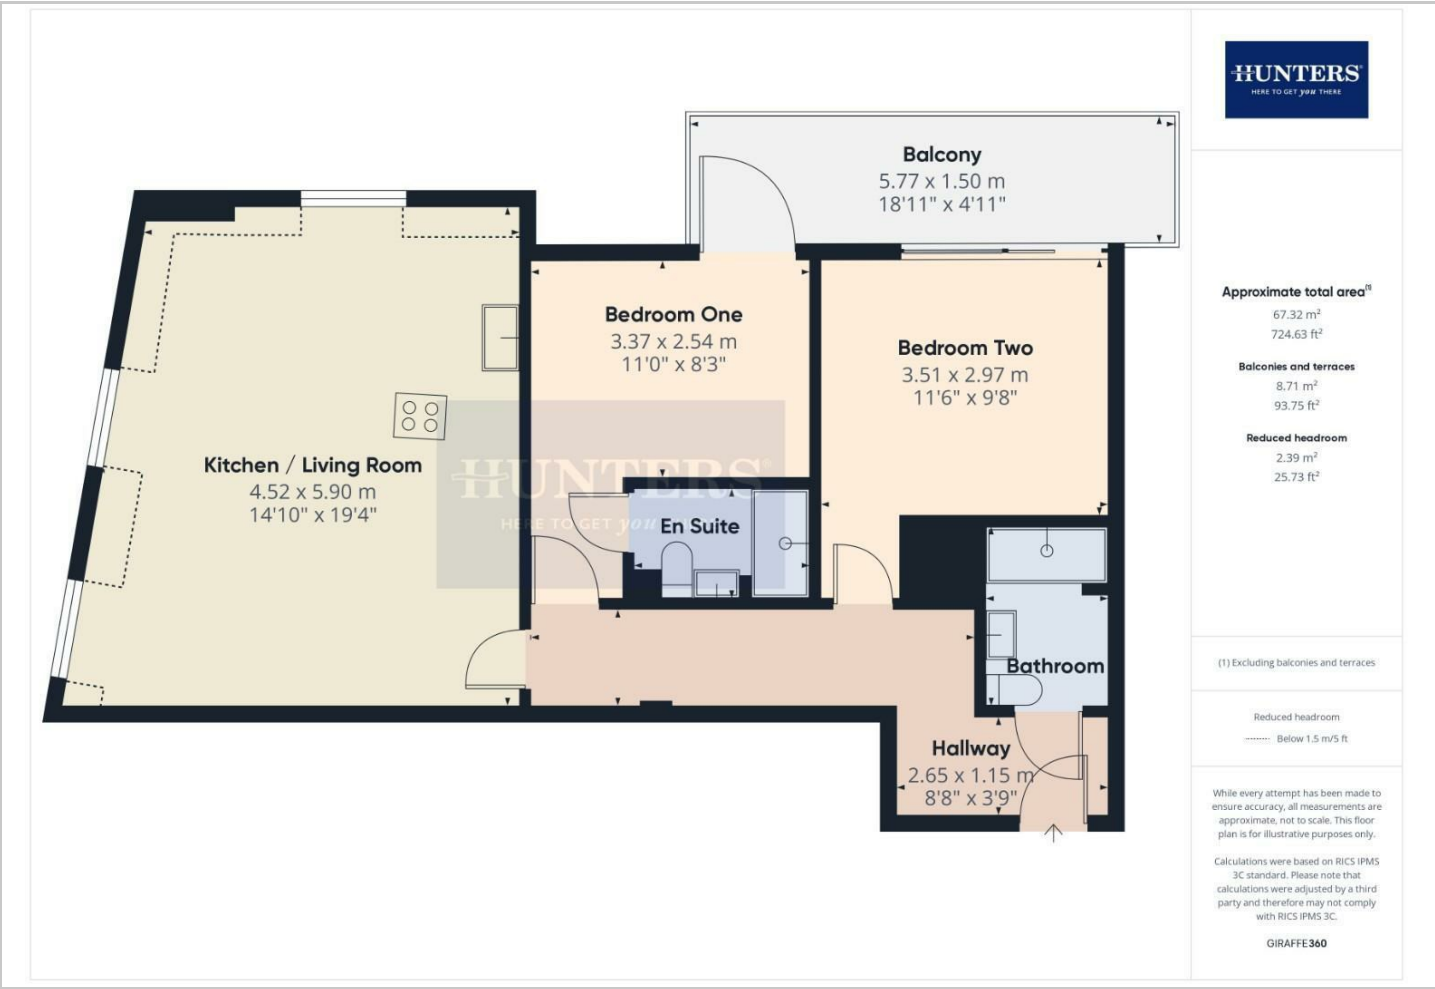 Balcony
5.77 x 1.50 m
18'11" x 4'11"
Bedroom One
3.37 x 2.54 m
11'0" x 8'3"
Bedroom Two
3.51 x 2.97 m
11'6" x 9'8"
Kitchen / Living Room
4.52 x 5.90 m
14'10" x 19'4"
HUNTERS
HERE TO GET you
En Suite
Bathroom
Hallway
2.65 x 1.15 m
8'8" x 3'9"
HUNTERS®
HERE TO GET you THERE
Approximate total area(1)
67.32 m²
724.63 ft²
Balconies and terraces
8.71 m²
93.75 ft²
Reduced headroom
2.39 m²
25.73 ft²
(1) Excluding balconies and terraces
Reduced headroom
Below 1.5 m/5 ft
While every attempt has been made to
ensure accuracy, all measurements are
approximate, not to scale. This floor
plan is for illustrative purposes only.
Calculations were based on RICS IPMS
3C standard. Please note that
calculations were adjusted by a third
party and therefore may not comply
with RICS IPMS 3C.
GIRAFFE360